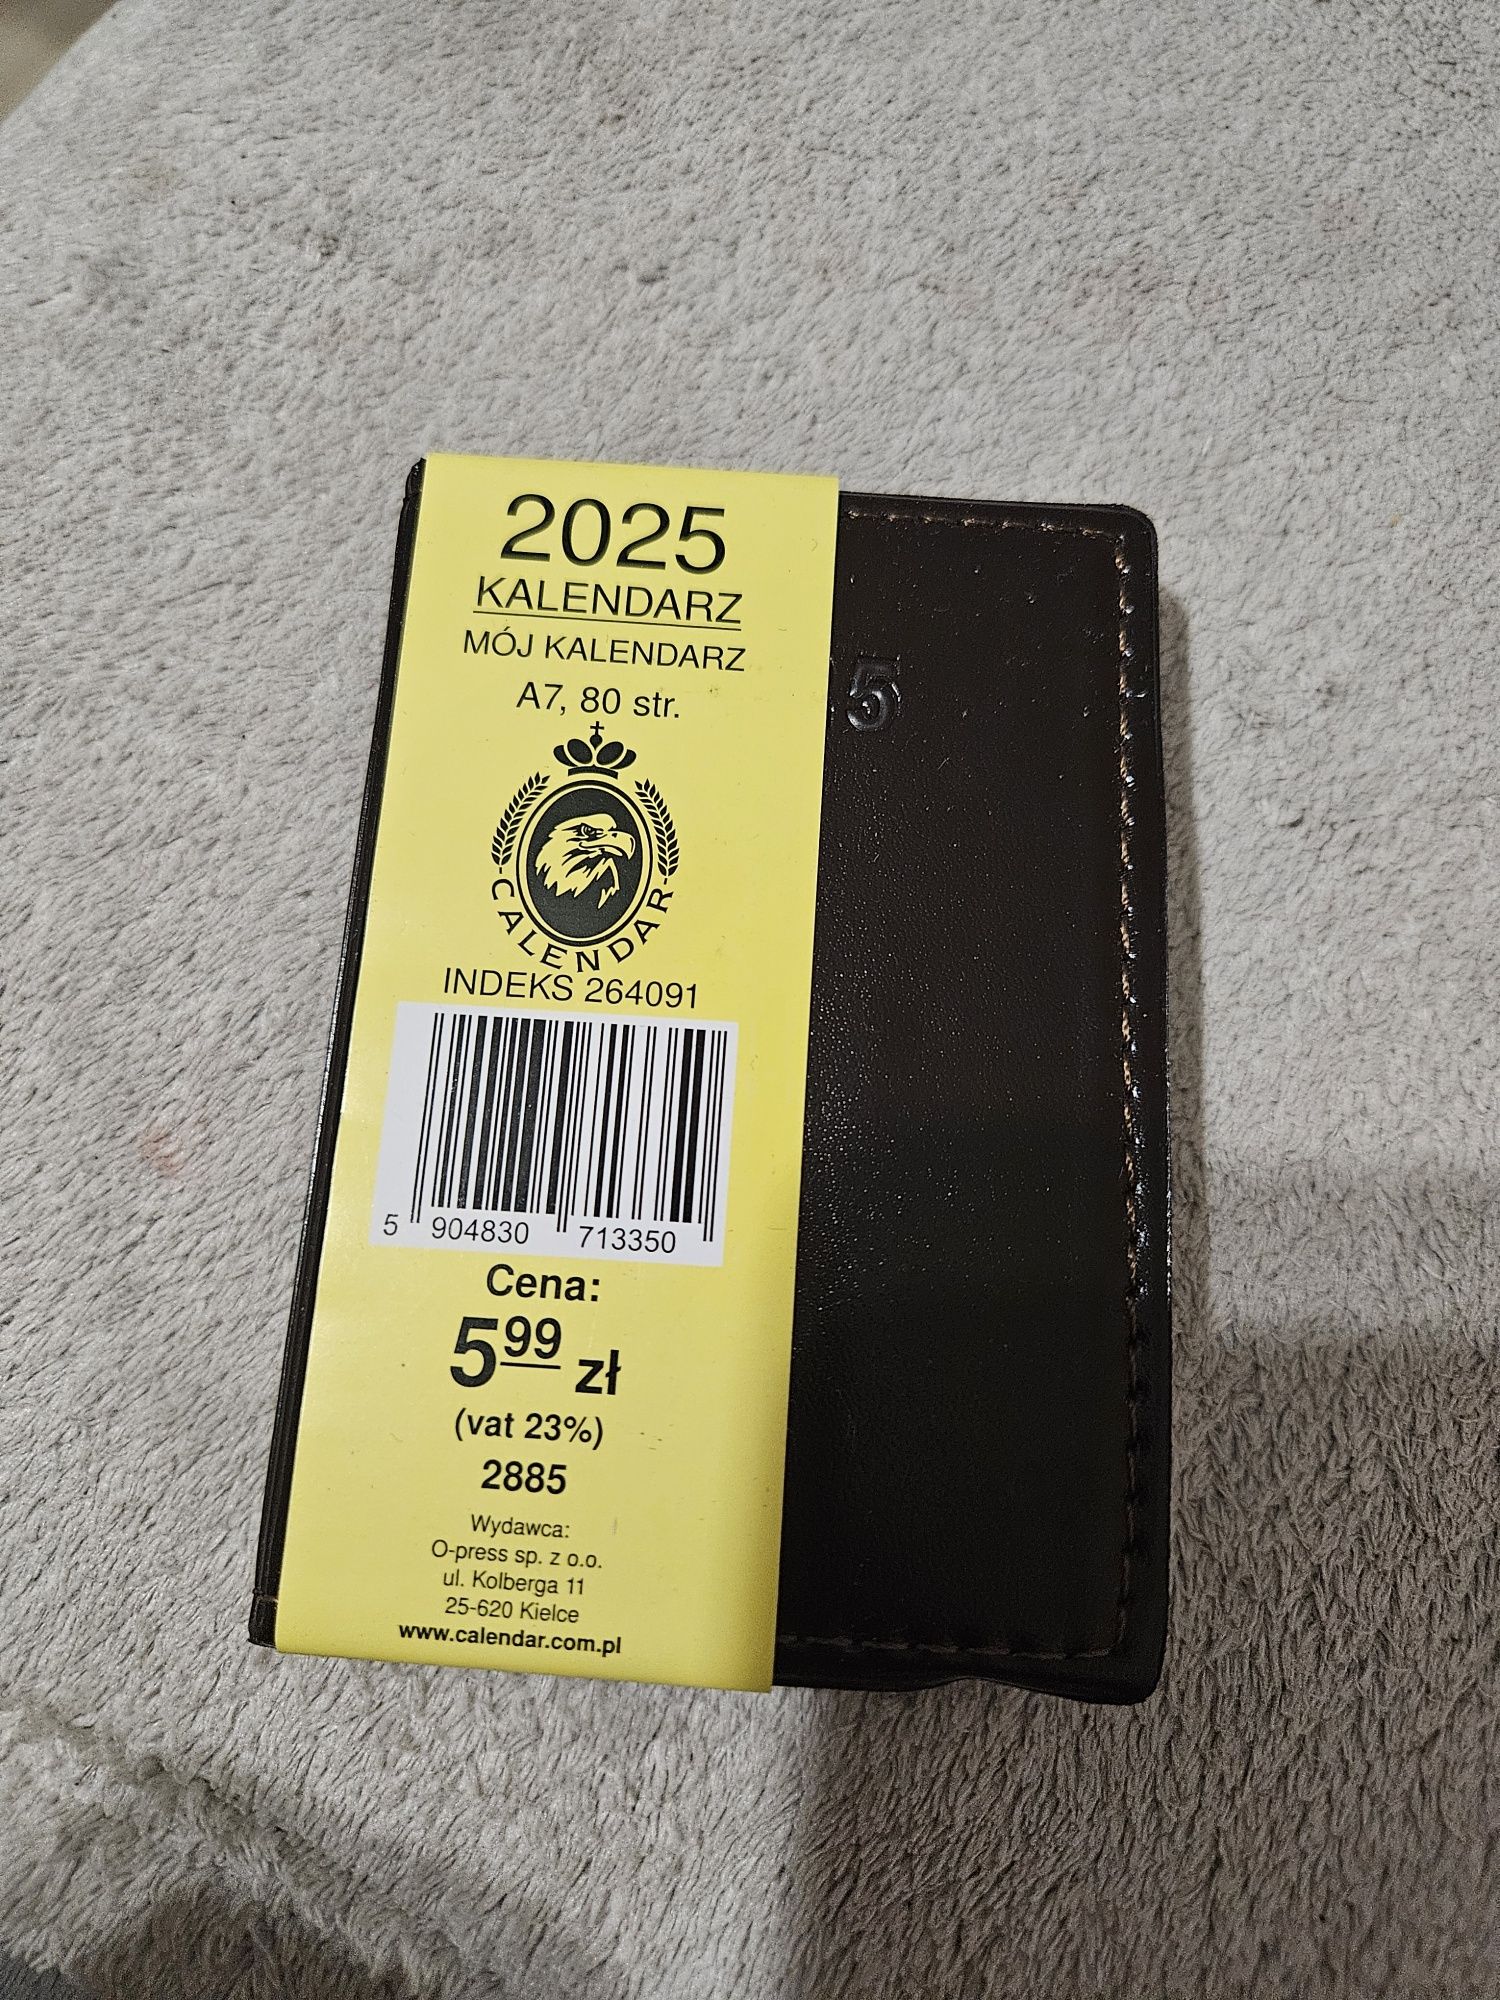 2025
KALENDARZ
MÓJ KALENDARZ
A7, 80 str.
CALENDAR
INDEKS 264091
5 904830 713350
Cena:
5⁹⁹ zł
(vat 23%)
2885
Wydawca:
O-press sp. z o.o.
ul. Kolberga 11
25-620 Kielce
www.calendar.com.pl
5